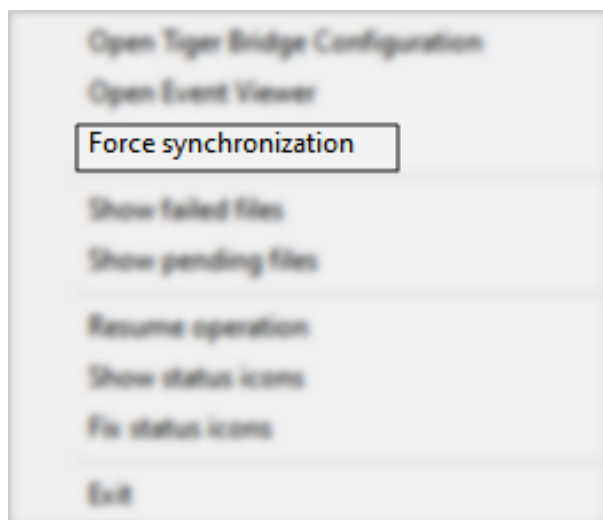 Open Tiger Bridge Configuration
Open Event Viewer
Force synchronization
Show failed files
Show pending files
Resume operation
Show status icons
Fix status icons
Exit